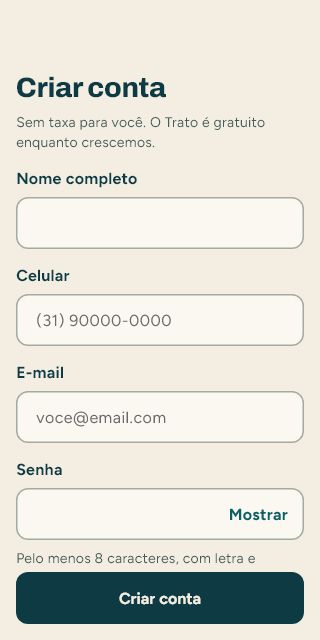 Criar conta
Sem taxa para você. O Trato é gratuito
enquanto crescemos.
Nome completo
Celular
(31) 90000-0000
E-mail
voce@email.com
Senha
Mostrar
Pelo menos 8 caracteres, com letra e
Criar conta